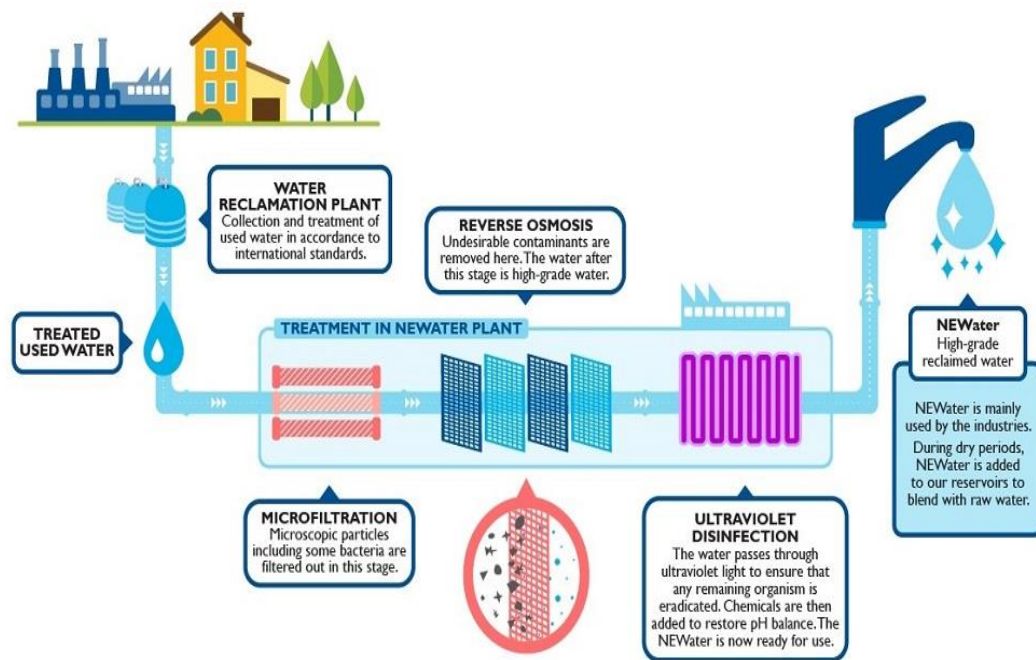 WATER
RECLAMATION PLANT
Collection and treatment of
used water in accordance to
international standards.
TREATED
USED WATER
TREATMENT IN NEWATER PLANT
MICROFILTRATION
Microscopic particles
including some bacteria are
filtered out in this stage.
REVERSE OSMOSIS
Undesirable contaminants are
removed here. The water after
this stage is high-grade water.
ULTRAVIOLET
DISINFECTION
The water passes through
ultraviolet light to ensure that
any remaining organism is
eradicated. Chemicals are then
added to restore pH balance. The
NEWater is now ready for use.
NEWater
High-grade
reclaimed water
NEWater is mainly
used by the industries.
During dry periods,
NEWater is added
to our reservoirs to
blend with raw water.